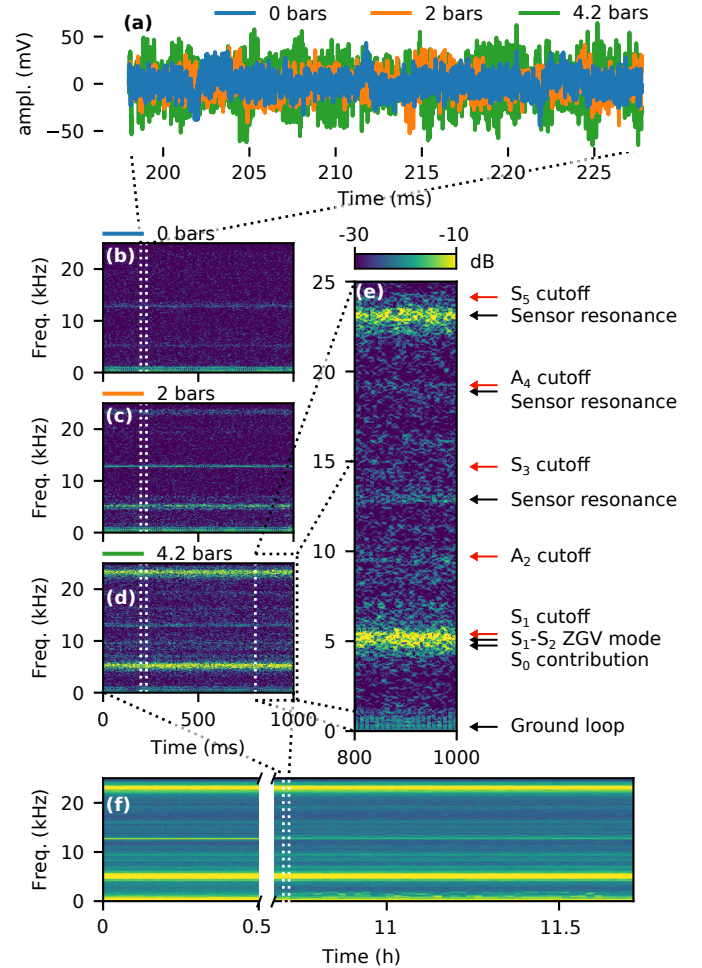 0 bars 2 bars 4.2 bars
(a)
50
0
−50
ampl. (mV)
200 205 210 215 220 225
Time (ms)
0 bars
(b)
20
10
0
Freq. (kHz)
2 bars
(c)
20
10
0
Freq. (kHz)
4.2 bars
(d)
20
10
0
Freq. (kHz)
0 500 1000
Time (ms)
-30 -10
dB
(e)
25
20
15
10
5
0
800 1000
S5 cutoff
Sensor resonance
A4 cutoff
Sensor resonance
S3 cutoff
Sensor resonance
A2 cutoff
S1 cutoff
S1-S2 ZGV mode
S0 contribution
Ground loop
(f)
20
10
0
Freq. (kHz)
0 0.5 11 11.5
Time (h)